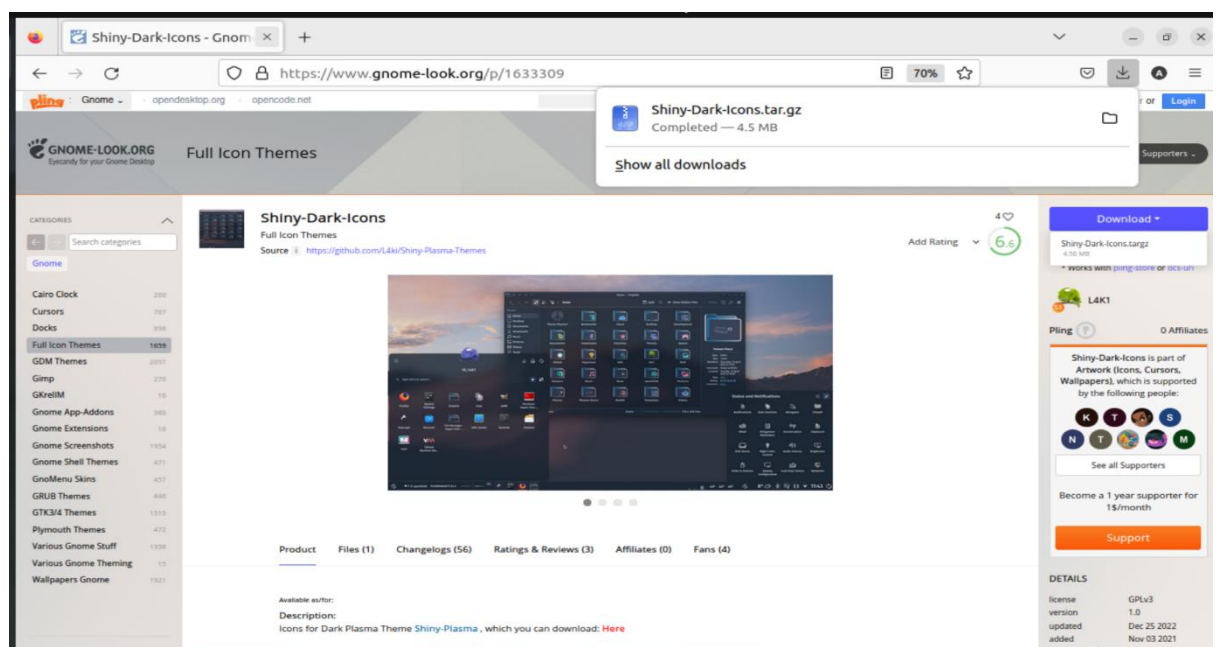 Shiny-Dark-Icons - Gnom
https://www.gnome-look.org/p/1633309
70%
pling : Gnome
opendesktop.org
opencode.net
r or Login
Shiny-Dark-Icons.tar.gz
Completed — 4.5 MB
Show all downloads
GNOME-LOOK.ORG
Eyecandy for your Gnome Desktop
Full Icon Themes
Supporters
CATEGORIES
Search categories
Gnome
Cairo Clock
Cursors
Docks
Full Icon Themes 1659
GDM Themes 2057
Gimp
GKrellM 16
Gnome App-Addons
Gnome Extensions
Gnome Screenshots
Gnome Shell Themes 471
GnoMenu Skins 457
GRUB Themes
GTK3/4 Themes
Plymouth Themes 472
Various Gnome Stuff
Various Gnome Theming
Wallpapers Gnome
Shiny-Dark-Icons
Full Icon Themes
Source https://github.com/L4ki/Shiny-Plasma-Themes
4
Add Rating 6.6
Product Files (1) Changelogs (56) Ratings & Reviews (3) Affiliates (0) Fans (4)
Available as/for:
Description:
Icons for Dark Plasma Theme Shiny-Plasma , which you can download: Here
Download
Shiny-Dark-Icons.targz
4.50 MB
* Works with pling-store or ocs-url
L4K1
Pling ? 0 Affiliates
Shiny-Dark-Icons is part of
Artwork (Icons, Cursors,
Wallpapers), which is supported
by the following people:
K T S
N T M
See all Supporters
Become a 1 year supporter for
1$/month
Support
DETAILS
license GPLv3
version 1.0
updated Dec 25 2022
added Nov 03 2021